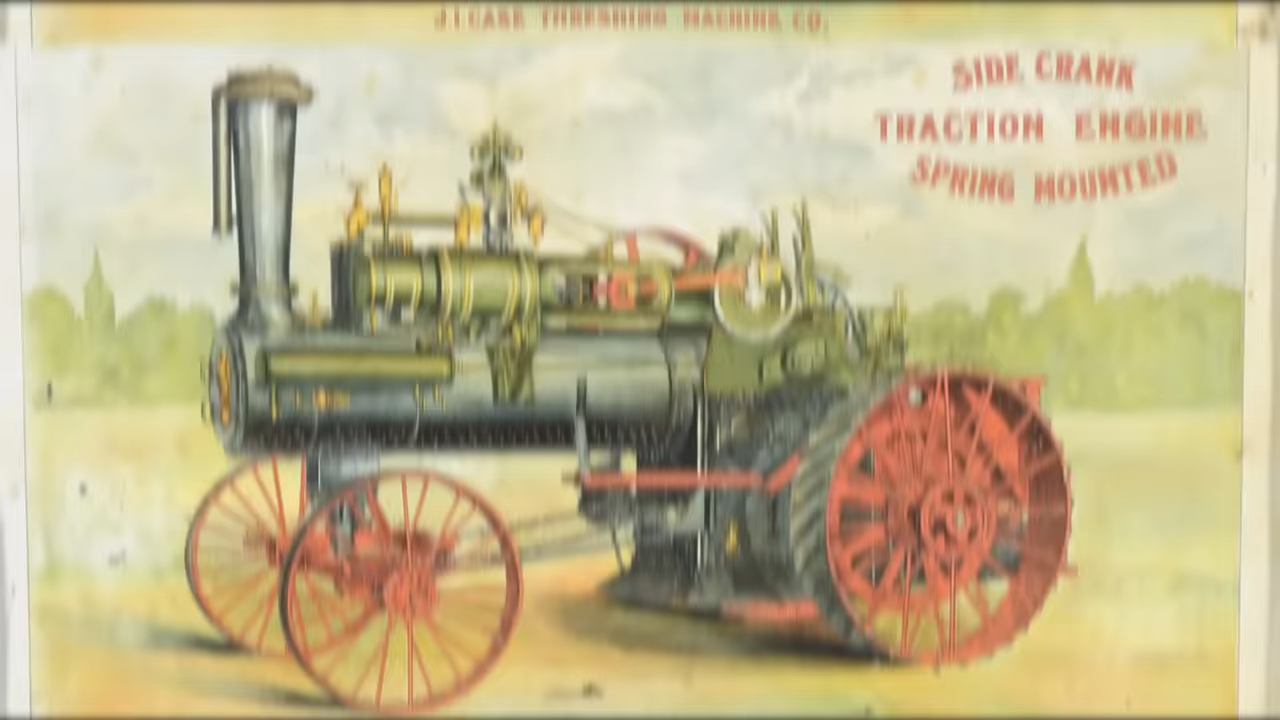 J.I. CASE THRESHING MACHINE CO.
SIDE CRANK
TRACTION ENGINE
SPRING MOUNTED